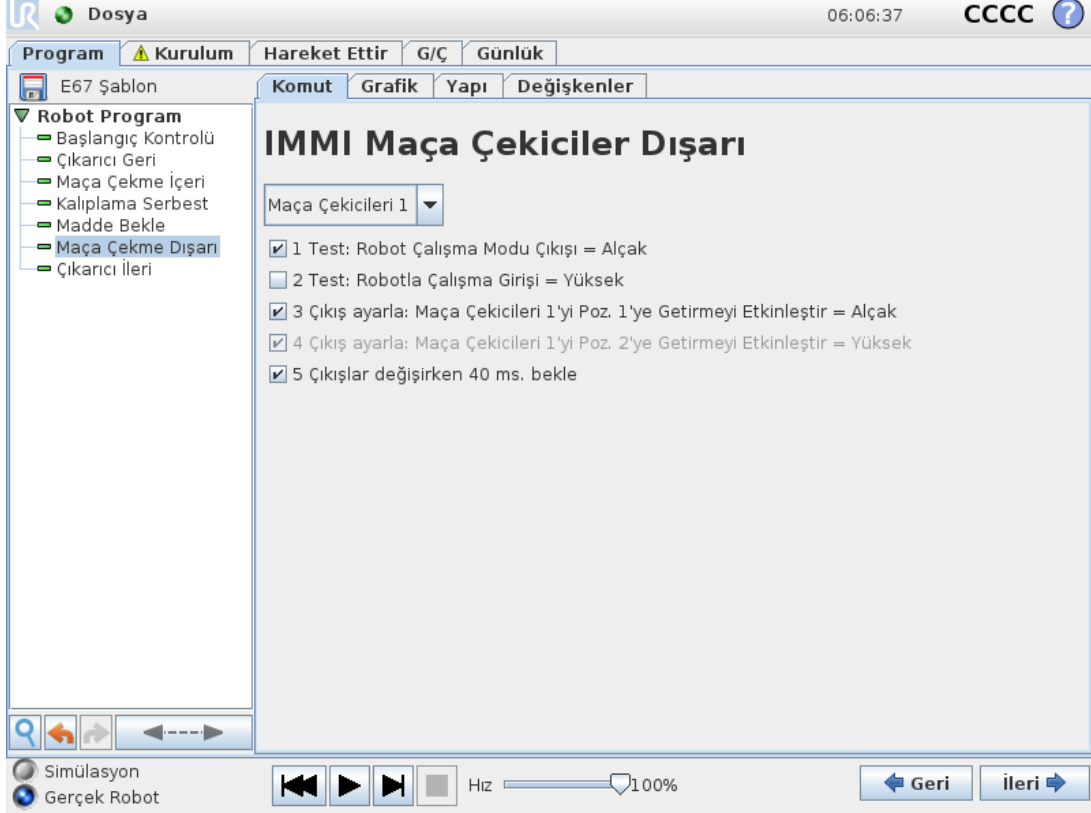 UR Dosya 06:06:37 CCCC ?
Program Kurulum Hareket Ettir G/Ç Günlük
E67 Şablon
Komut Grafik Yapı Değişkenler
Robot Program
Başlangıç Kontrolü
Çıkarıcı Geri
Maça Çekme İçeri
Kalıplama Serbest
Madde Bekle
Maça Çekme Dışarı
Çıkarıcı İleri
IMMI Maça Çekiciler Dışarı
Maça Çekicileri 1
1 Test: Robot Çalışma Modu Çıkışı = Alçak
2 Test: Robotla Çalışma Girişi = Yüksek
3 Çıkış ayarla: Maça Çekicileri 1'yi Poz. 1'ye Getirmeyi Etkinleştir = Alçak
4 Çıkış ayarla: Maça Çekicileri 1'yi Poz. 2'ye Getirmeyi Etkinleştir = Yüksek
5 Çıkışlar değişirken 40 ms. bekle
Simülasyon
Gerçek Robot
Hız 100%
Geri İleri